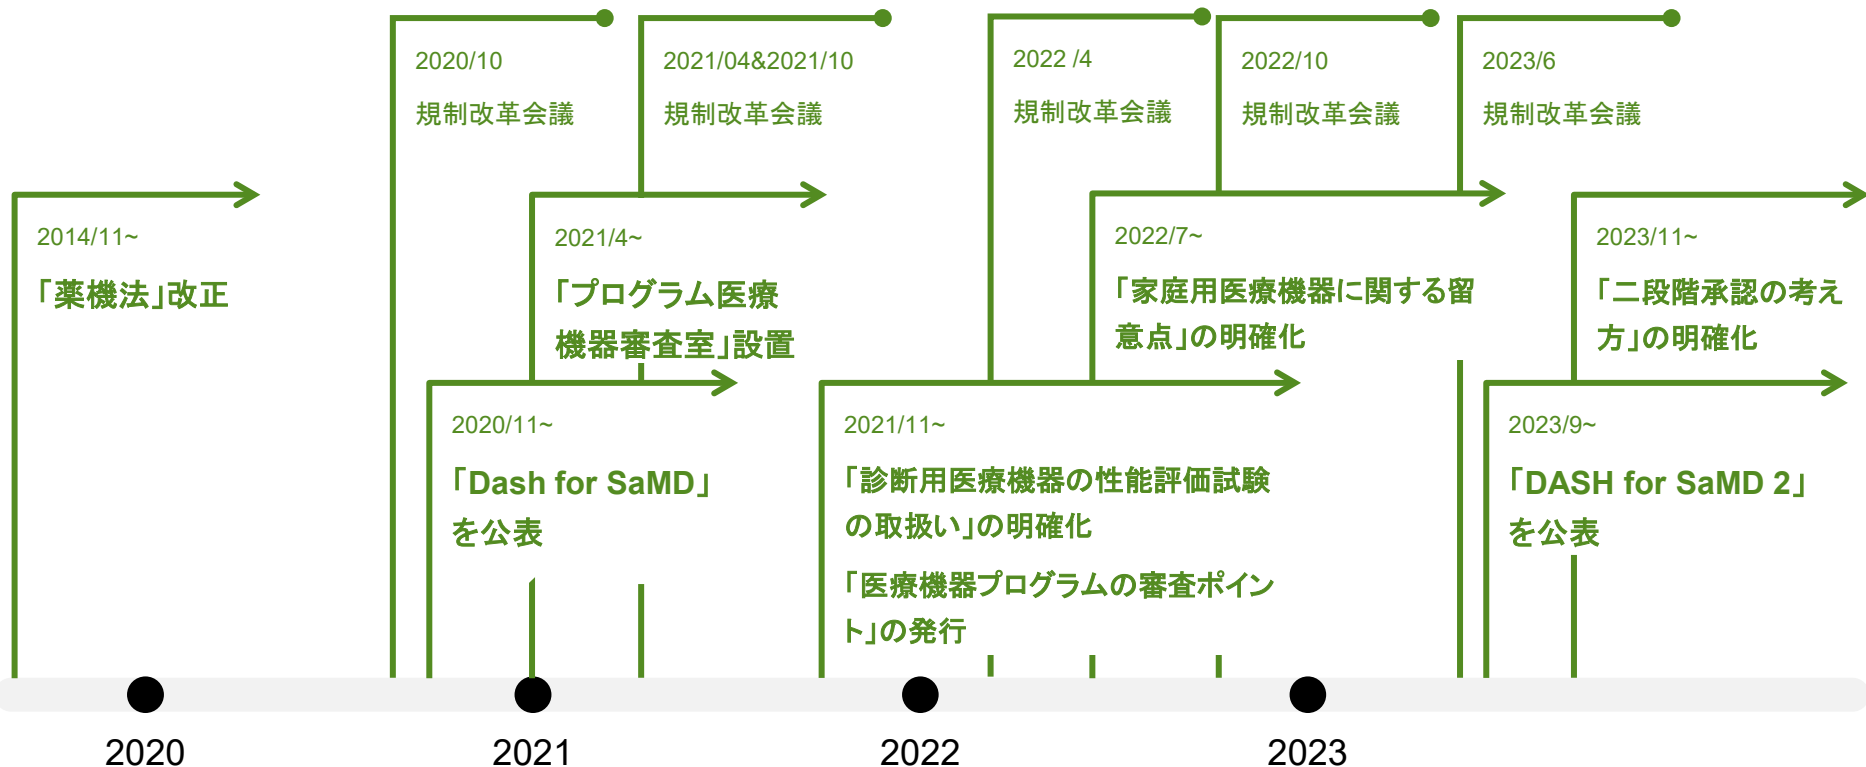 2020/10
規制改革会議
2021/04&2021/10
規制改革会議
2022 /4
規制改革会議
2022/10
規制改革会議
2023/6
規制改革会議
2014/11~
「薬機法」改正
2021/4~
「プログラム医療
機器審査室」設置
2022/7~
「家庭用医療機器に関する留
意点」の明確化
2023/11~
「二段階承認の考え
方」の明確化
2020/11~
「Dash for SaMD」
を公表
2021/11~
「診断用医療機器の性能評価試験
の取扱い」の明確化
「医療機器プログラムの審査ポイン
ト」の発行
2023/9~
「DASH for SaMD 2」
を公表
2020
2021
2022
2023